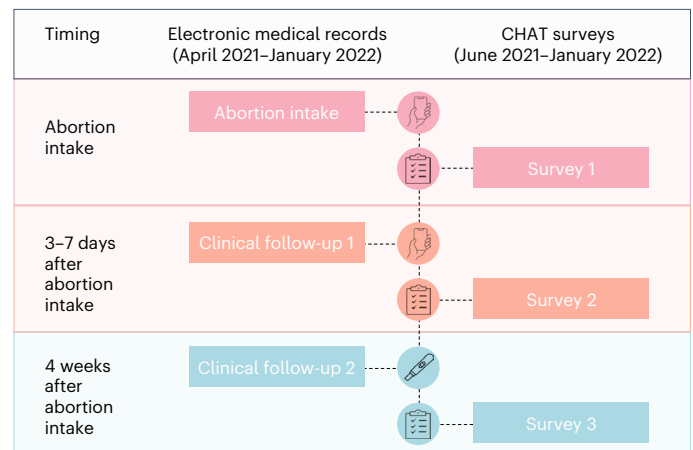 Timing
Electronic medical records
(April 2021–January 2022)
CHAT surveys
(June 2021–January 2022)
Abortion
intake
Abortion intake
Survey 1
3–7 days
after
abortion
intake
Clinical follow-up 1
Survey 2
4 weeks
after
abortion
intake
Clinical follow-up 2
Survey 3